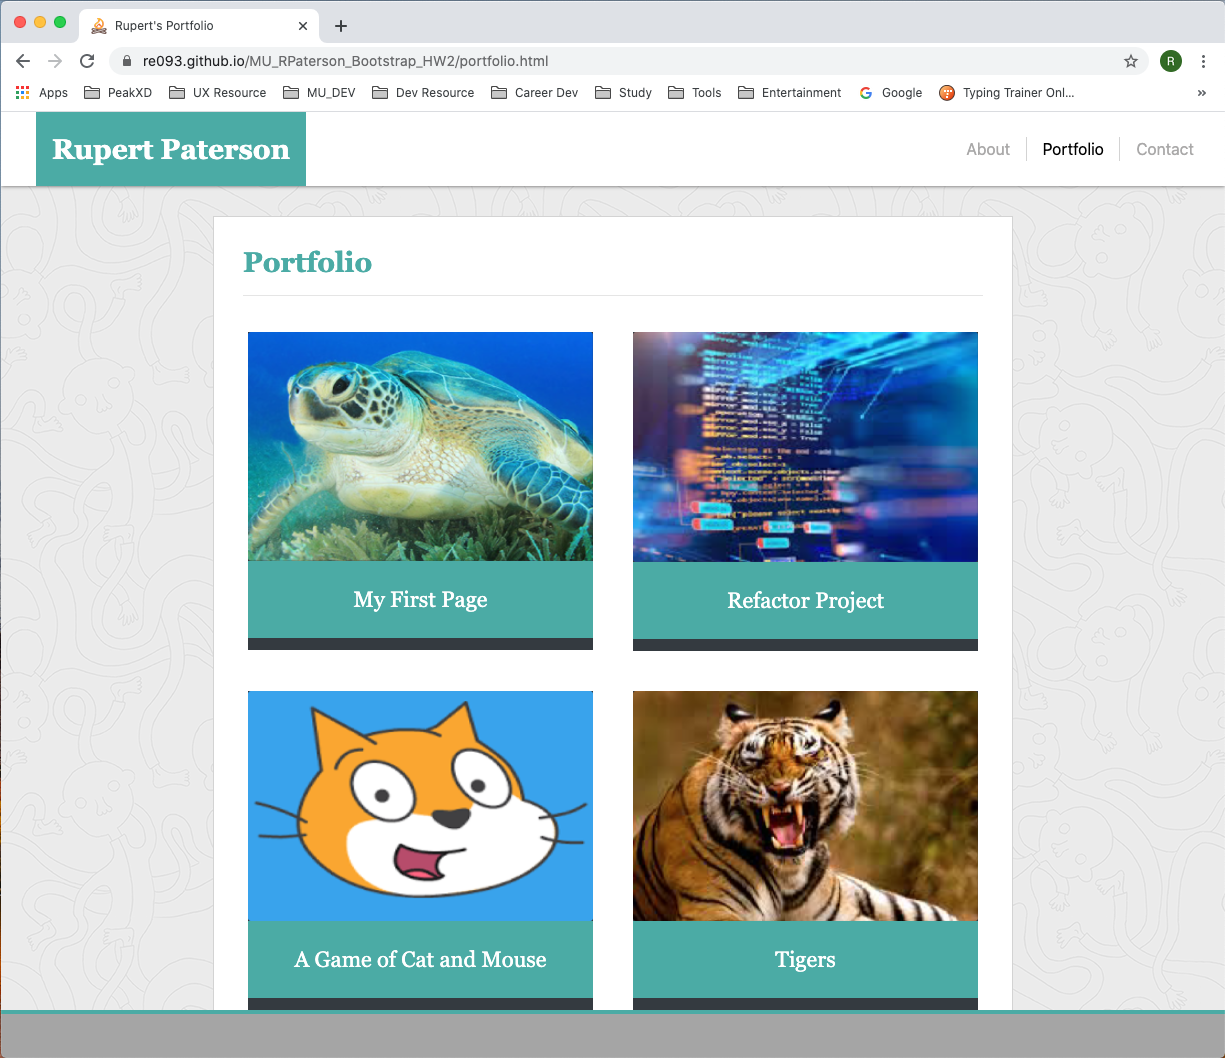 Rupert's Portfolio
re093.github.io/MU_RPaterson_Bootstrap_HW2/portfolio.html
R
Apps PeakXD UX Resource MU_DEV Dev Resource Career Dev Study Tools Entertainment Google Typing Trainer Onl...
Rupert Paterson
About Portfolio Contact
Portfolio
My First Page
Refactor Project
A Game of Cat and Mouse
Tigers